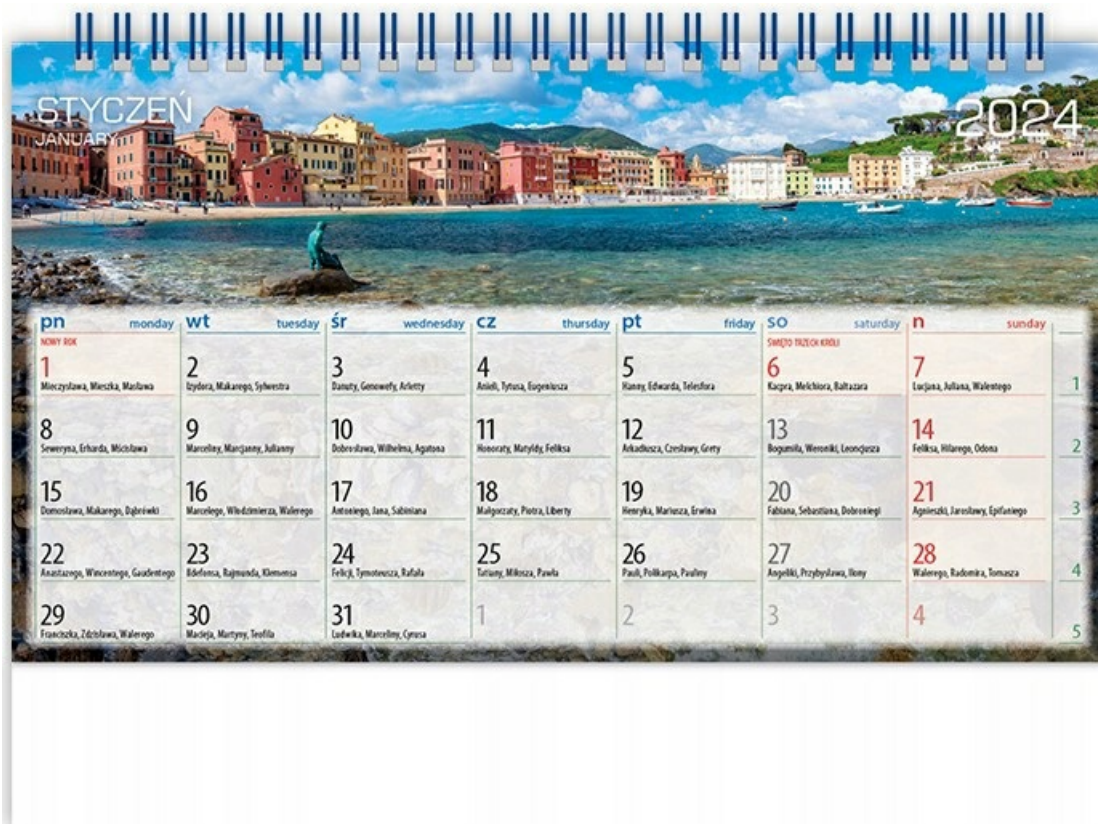 STYCZEŃ
JANUARY
2024
pn monday wt tuesday śr wednesday cz thursday pt friday so saturday n sunday
NOWY ROK ŚWIĘTO TRZECH KRÓLI
1 2 3 4 5 6 7
Mieczysława, Mieszka, Masława Izydora, Makarego, Sylwestra Danuty, Genowefy, Arletty Anieli, Tytusa, Eugeniusza Hanny, Edwarda, Telesfora Kacpra, Melchiora, Baltazara Lucjana, Juliana, Walentego 1
8 9 10 11 12 13 14
Seweryna, Erharda, Mścisława Marceliny, Marcjanny, Julianny Dobrosława, Wilhelma, Agatona Honoraty, Matyldy, Feliksa Arkadiusza, Czesławy, Grety Bogumiła, Weroniki, Leoncjusza Feliksa, Hilarego, Odona 2
15 16 17 18 19 20 21
Domosława, Makarego, Dąbrówki Marcelego, Włodzimierza, Walerego Antoniego, Jana, Sabiniana Małgorzaty, Piotra, Liberty Henryka, Mariusza, Erwina Fabiana, Sebastiana, Dobroniegi Agnieszki, Jarosławy, Epifaniego 3
22 23 24 25 26 27 28
Anastazego, Wincentego, Gaudentego Ildefonsa, Rajmunda, Klemensa Felicji, Tymoteusza, Rafała Tatiany, Miłosza, Pawła Pauli, Polikarpa, Pauliny Angeliki, Przybysława, Ilony Walerego, Radomira, Tomasza 4
29 30 31 1 2 3 4
Franciszka, Zdzisława, Walerego Macieja, Martyny, Teofila Ludwika, Marceliny, Cyrusa 5